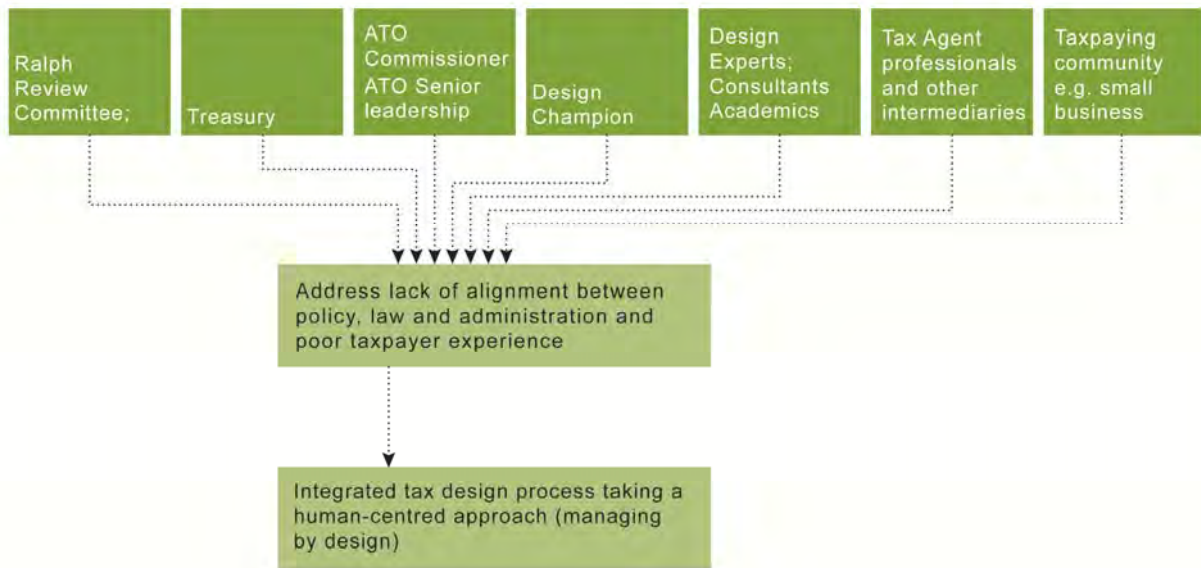 Ralph
Review
Committee;
Treasury
ATO
Commissioner
ATO Senior
leadership
Design
Champion
Design
Experts;
Consultants
Academics
Tax Agent
professionals
and other
intermediaries
Taxpaying
community
e.g. small
business
Address lack of alignment between
policy, law and administration and
poor taxpayer experience
Integrated tax design process taking a
human-centred approach (managing
by design)